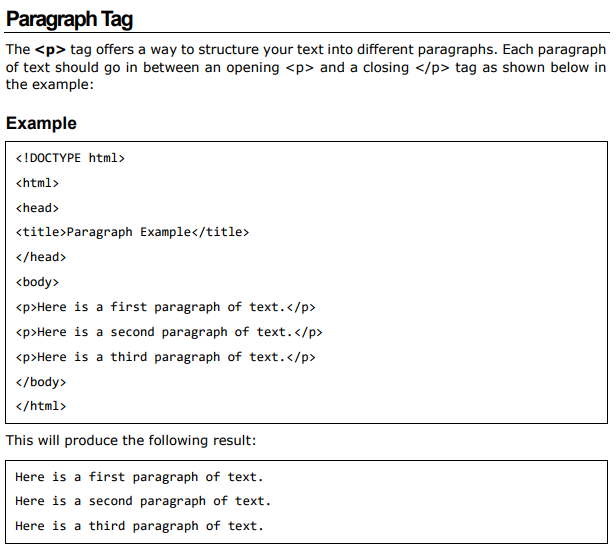 Paragraph Tag
The <p> tag offers a way to structure your text into different paragraphs. Each paragraph
of text should go in between an opening <p> and a closing </p> tag as shown below in
the example:
Example
<!DOCTYPE html>
<html>
<head>
<title>Paragraph Example</title>
</head>
<body>
<p>Here is a first paragraph of text.</p>
<p>Here is a second paragraph of text.</p>
<p>Here is a third paragraph of text.</p>
</body>
</html>
This will produce the following result:
Here is a first paragraph of text.
Here is a second paragraph of text.
Here is a third paragraph of text.